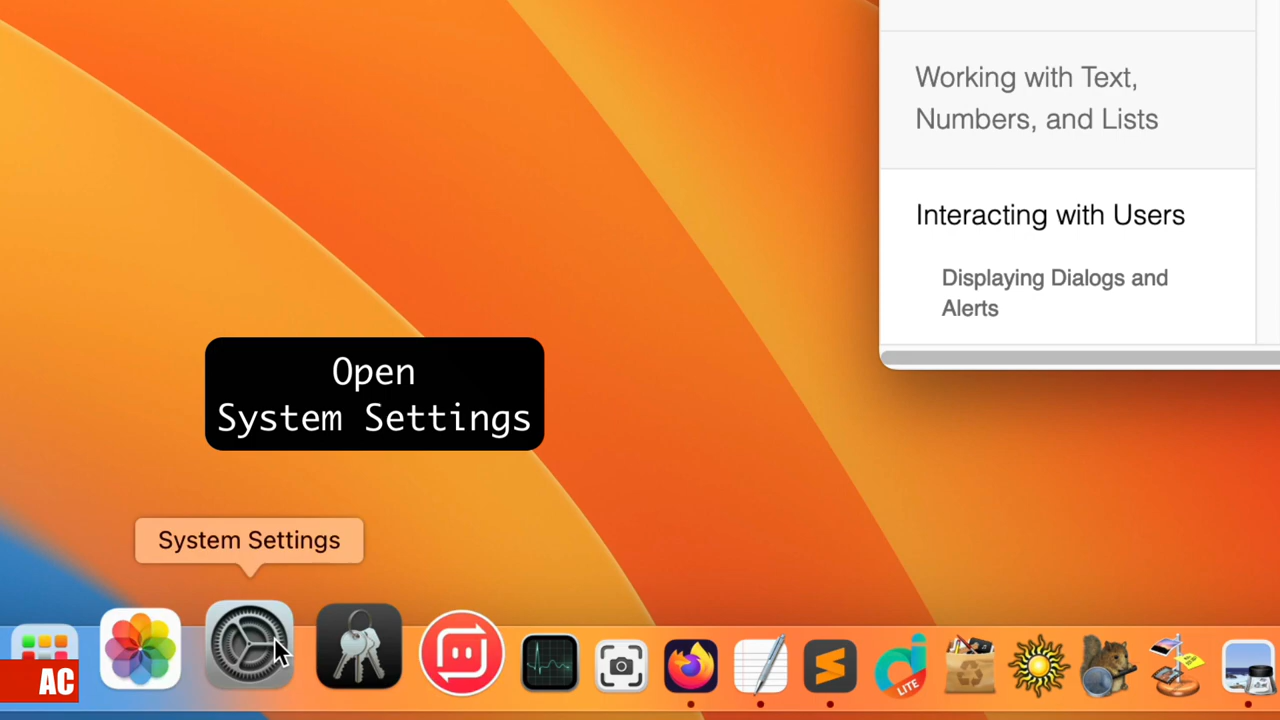 Working with Text,
Numbers, and Lists
Interacting with Users
Displaying Dialogs and
Alerts
Open
System Settings
System Settings
AC
LITE